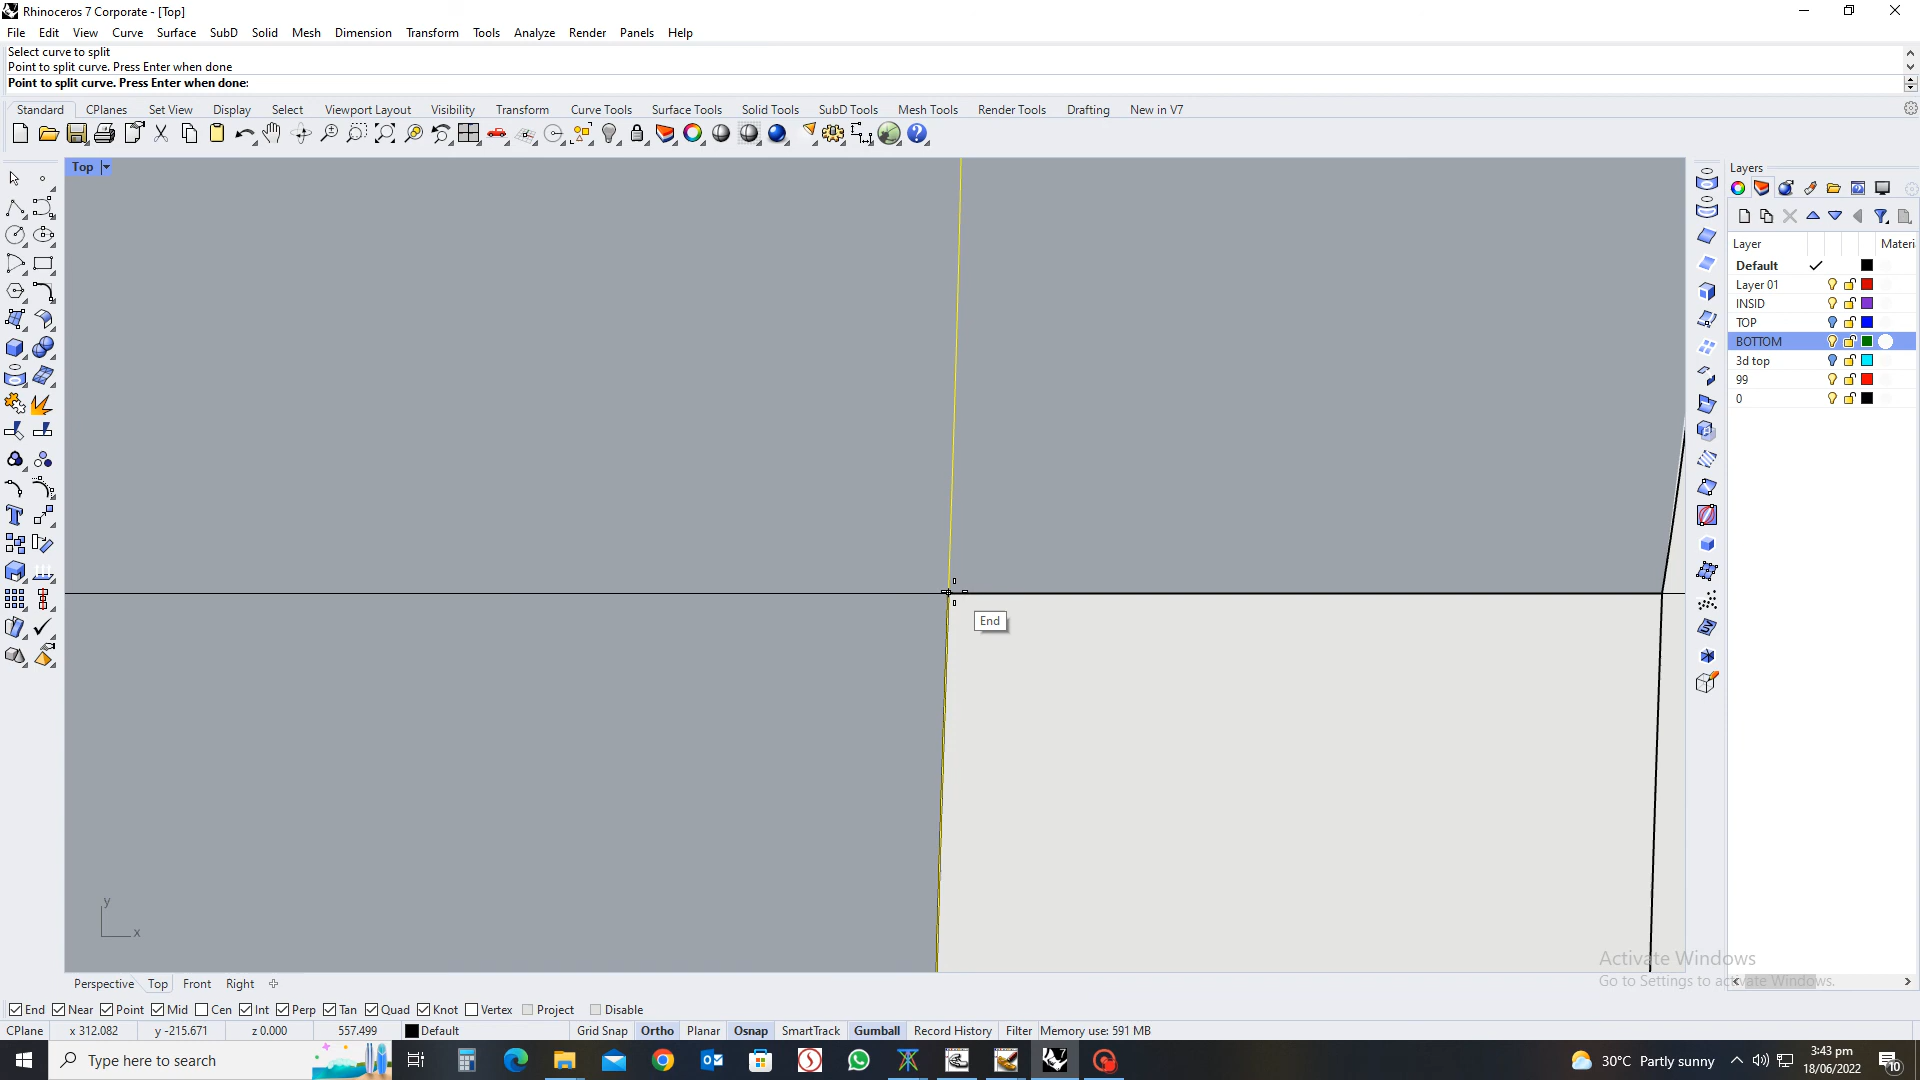 Rhinoceros 7 Corporate - [Top]
File Edit View Curve Surface SubD Solid Mesh Dimension Transform Tools Analyze Render Panels Help
Select curve to split
Point to split curve. Press Enter when done
Point to split curve. Press Enter when done:
Standard CPlanes Set View Display Select Viewport Layout Visibility Transform Curve Tools Surface Tools Solid Tools SubD Tools Mesh Tools Render Tools Drafting New in V7
Top
Layers
Layer Materi
Default
Layer 01
INSID
TOP
BOTTOM
3d top
99
0
End
y
x
Activate Windows
Go to Settings to activate Windows.
Perspective Top Front Right
End Near Point Mid Cen Int Perp Tan Quad Knot Vertex Project Disable
CPlane x 312.082 y -215.671 z 0.000 557.499 Default Grid Snap Ortho Planar Osnap SmartTrack Gumball Record History Filter Memory use: 591 MB
Type here to search
30°C Partly sunny
3:43 pm
18/06/2022
10